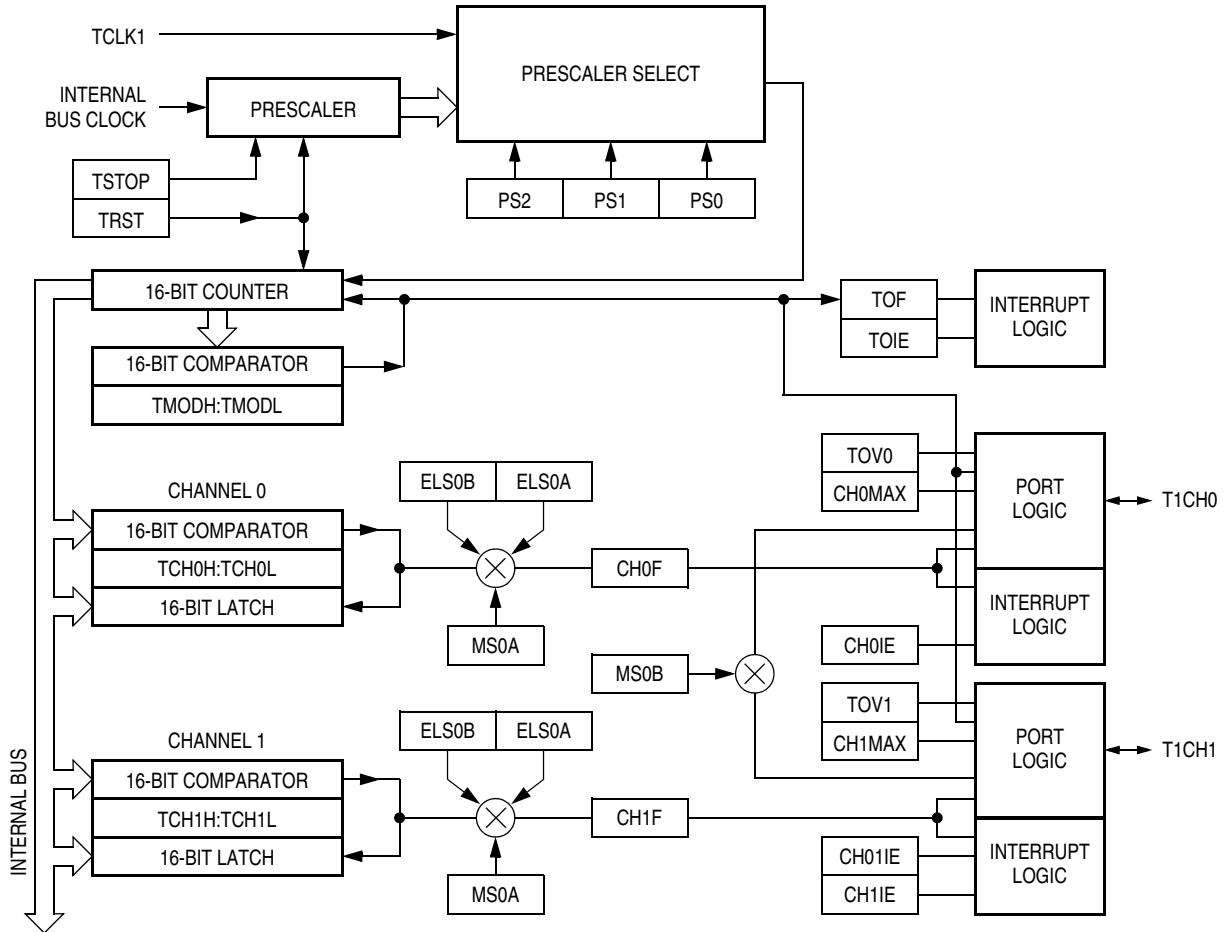 TCLK1
PRESCALER SELECT
INTERNAL
BUS CLOCK
PRESCALER
TSTOP
TRST
PS2
PS1
PS0
16-BIT COUNTER
TOF
TOIE
INTERRUPT
LOGIC
16-BIT COMPARATOR
TMODH:TMODL
CHANNEL 0
16-BIT COMPARATOR
TCH0H:TCH0L
16-BIT LATCH
ELS0B
ELS0A
MS0A
CH0F
TOV0
CH0MAX
PORT
LOGIC
T1CH0
INTERRUPT
LOGIC
CH0IE
MS0B
CHANNEL 1
16-BIT COMPARATOR
TCH1H:TCH1L
16-BIT LATCH
ELS0B
ELS0A
MS0A
CH1F
TOV1
CH1MAX
PORT
LOGIC
T1CH1
INTERRUPT
LOGIC
CH01IE
CH1IE
INTERNAL BUS